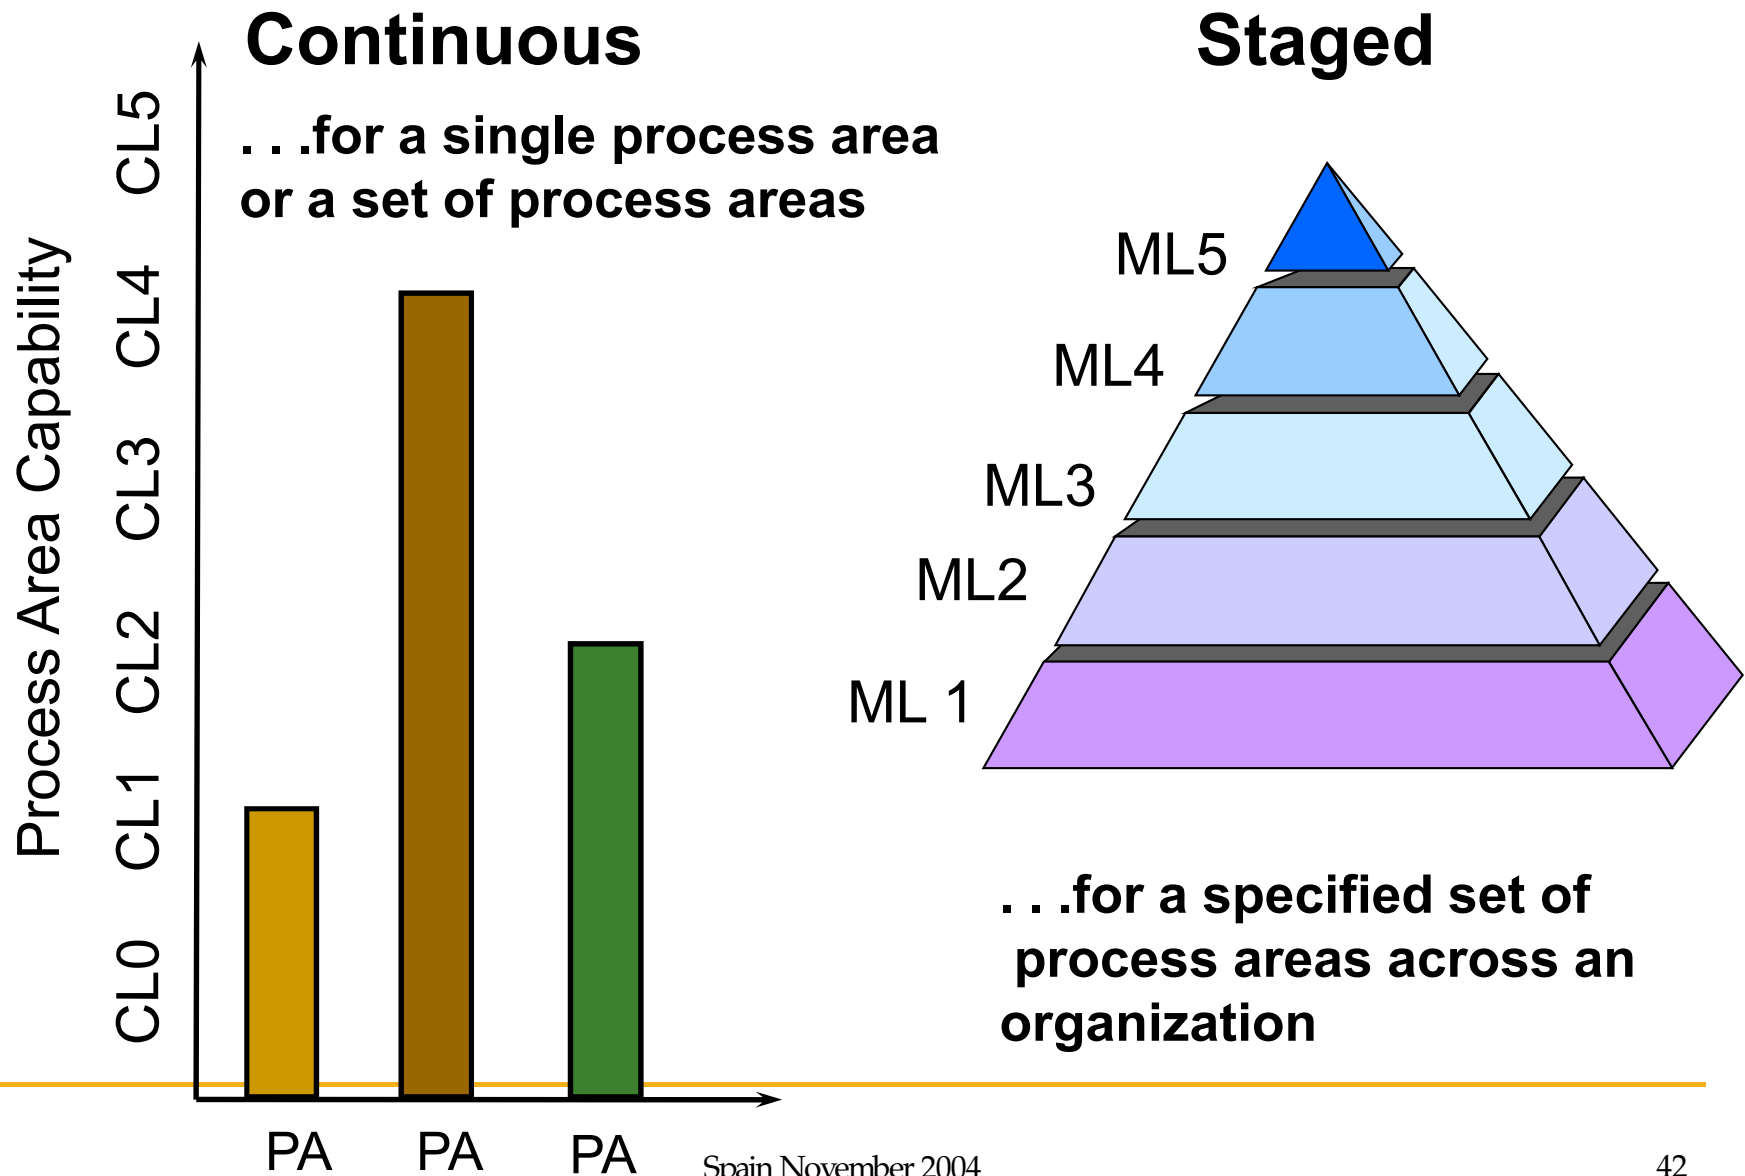 Continuous
. . .for a single process area
or a set of process areas
Process Area Capability
CL5
CL4
CL3
CL2
CL1
CL0
PA
PA
PA
Staged
ML5
ML4
ML3
ML2
ML 1
. . .for a specified set of
process areas across an
organization
Spain November 2004
42